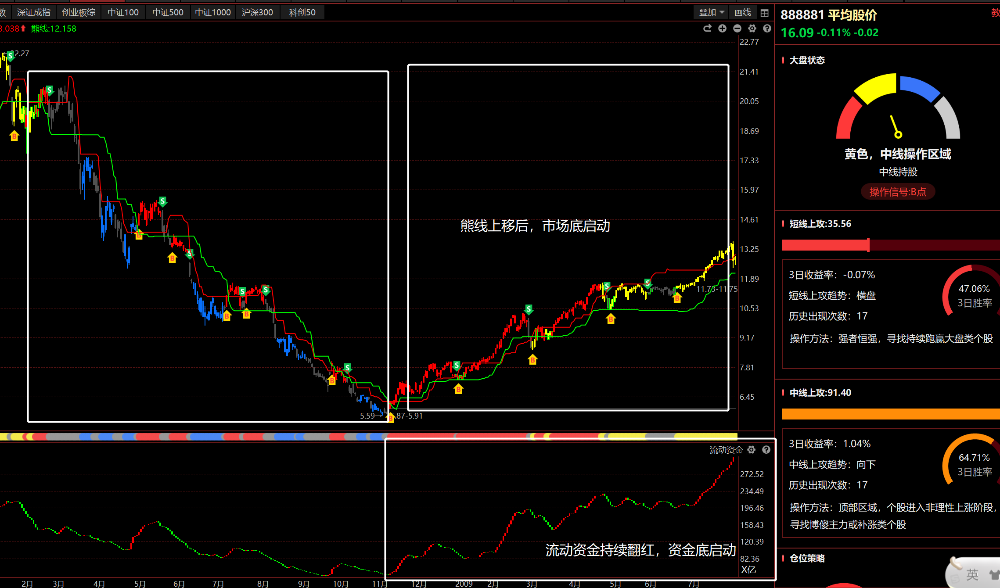 数 深证成指 创业板综 中证100 中证500 中证1000 沪深300 科创50 叠加 画线
3.038 熊线:12.158
22.77
22.27
21.41
20.05
18.69
17.33
15.97
14.61
13.25
11.89
10.53
9.17
7.81
6.45
S
S
S
S
S
S
S
S
S
S
S
B
B
B
B
B
B
B
B
B
B
B
熊线上移后，市场底启动
11.73-11.75
5.59→
5.87-5.91
流动资金
272.52
234.49
196.46
158.43
120.39
82.36
X亿
流动资金持续翻红，资金底启动
2月 3月 4月 5月 6月 7月 8月 9月 10月 11月 12月 2009 2月 3月 4月 5月 6月 7月
888881 平均股价
教
16.09 -0.11% -0.02
大盘状态
黄色，中线操作区域
中线持股
操作信号:B点
短线上攻:35.56
3日收益率：-0.07%
短线上攻趋势：横盘
历史出现次数：17
47.06%
3日胜率
操作方法：强者恒强，寻找持续跑赢大盘类个股
中线上攻:91.40
3日收益率：1.04%
中线上攻趋势：向下
历史出现次数：17
64.71%
3日胜率
操作方法：顶部区域，个股进入非理性上涨阶段，
寻找博傻主力或补涨类个股
仓位策略
英